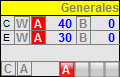 Generales
C W A 40 B 0
E W A 30 B 0
C A A